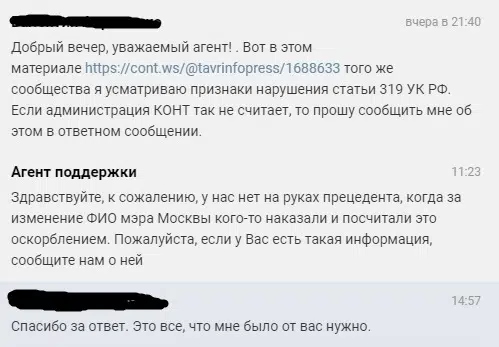 вчера в 21:40
Добрый вечер, уважаемый агент! . Вот в этом
материале https://cont.ws/@tavrinfopress/1688633 того же
сообщества я усматриваю признаки нарушения статьи 319 УК РФ.
Если администрация КОНТ так не считает, то прошу сообщить мне об
этом в ответном сообщении.
Агент поддержки 11:23
Здравствуйте, к сожалению, у нас нет на руках прецедента, когда за
изменение ФИО мэра Москвы кого-то наказали и посчитали это
оскорблением. Пожалуйста, если у Вас есть такая информация,
сообщите нам о ней
14:57
Спасибо за ответ. Это все, что мне было от вас нужно.